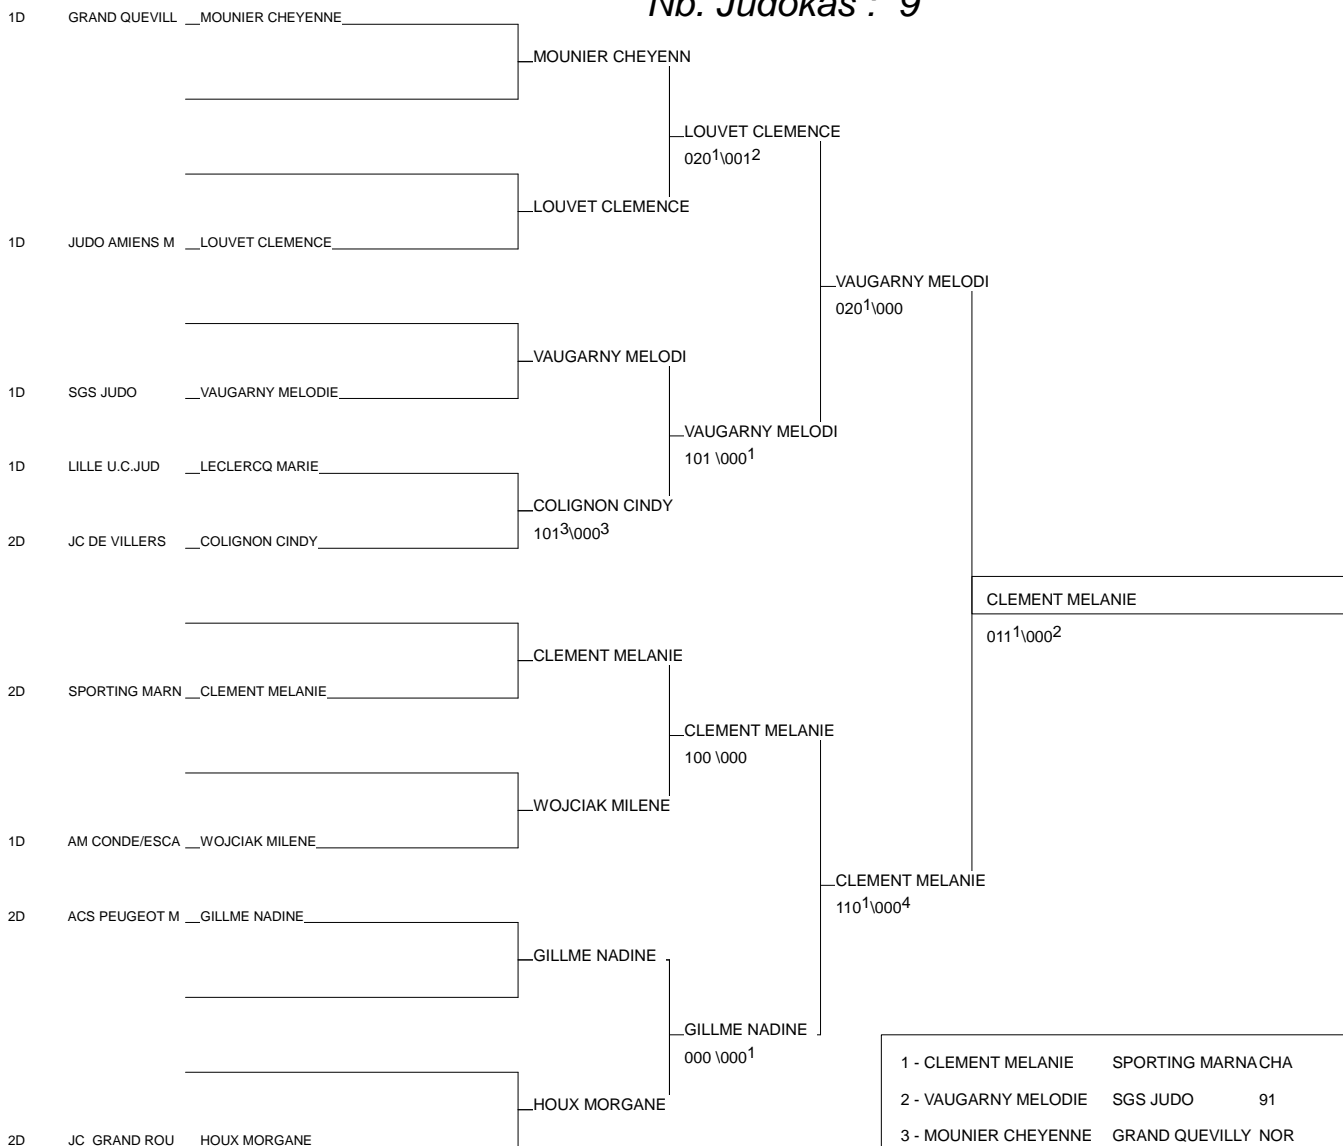 Nb. Judokas : 9
1D GRAND QUEVILL MOUNIER CHEYENNE
MOUNIER CHEYENN
LOUVET CLEMENCE
020¹\001²
LOUVET CLEMENCE
1D JUDO AMIENS M LOUVET CLEMENCE
VAUGARNY MELODI
020¹\000
VAUGARNY MELODI
1D SGS JUDO VAUGARNY MELODIE
VAUGARNY MELODI
101 \000¹
1D LILLE U.C.JUD LECLERCQ MARIE
COLIGNON CINDY
101³\000³
2D JC DE VILLERS COLIGNON CINDY
CLEMENT MELANIE
011¹\000²
CLEMENT MELANIE
2D SPORTING MARN CLEMENT MELANIE
CLEMENT MELANIE
100 \000
WOJCIAK MILENE
1D AM CONDE/ESCA WOJCIAK MILENE
CLEMENT MELANIE
110¹\000⁴
2D ACS PEUGEOT M GILLME NADINE
GILLME NADINE
GILLME NADINE
000 \000¹
HOUX MORGANE
2D JC GRAND ROU HOUX MORGANE
1 - CLEMENT MELANIE SPORTING MARNA CHA
2 - VAUGARNY MELODIE SGS JUDO 91
3 - MOUNIER CHEYENNE GRAND QUEVILLY NOR